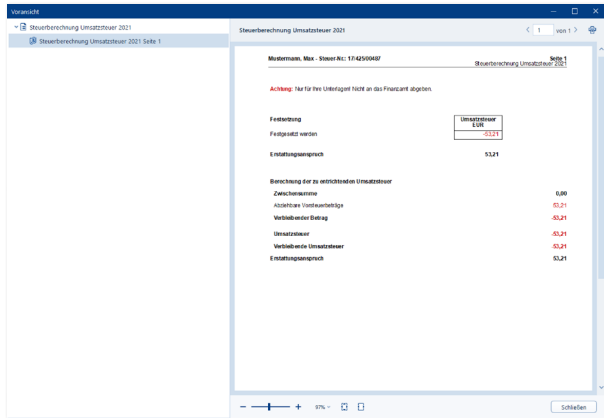 Voransicht
Steuerberechnung Umsatzsteuer 2021
Steuerberechnung Umsatzsteuer 2021 Seite 1
Steuerberechnung Umsatzsteuer 2021
1 von 1
Mustermann, Max - Steuer-Nr.: 17/425/00487 Seite 1
Steuerberechnung Umsatzsteuer 2021
Achtung: Nur für Ihre Unterlagen! Nicht an das Finanzamt abgeben.
Festsetzung Umsatzsteuer
EUR
Festgesetzt werden -53,21
Erstattungsanspruch 53,21
Berechnung der zu entrichtenden Umsatzsteuer
Zwischensumme 0,00
Abziehbare Vorsteuerbeträge 53,21
Verbleibender Betrag -53,21
Umsatzsteuer -53,21
Verbleibende Umsatzsteuer -53,21
Erstattungsanspruch 53,21
97%
Schließen